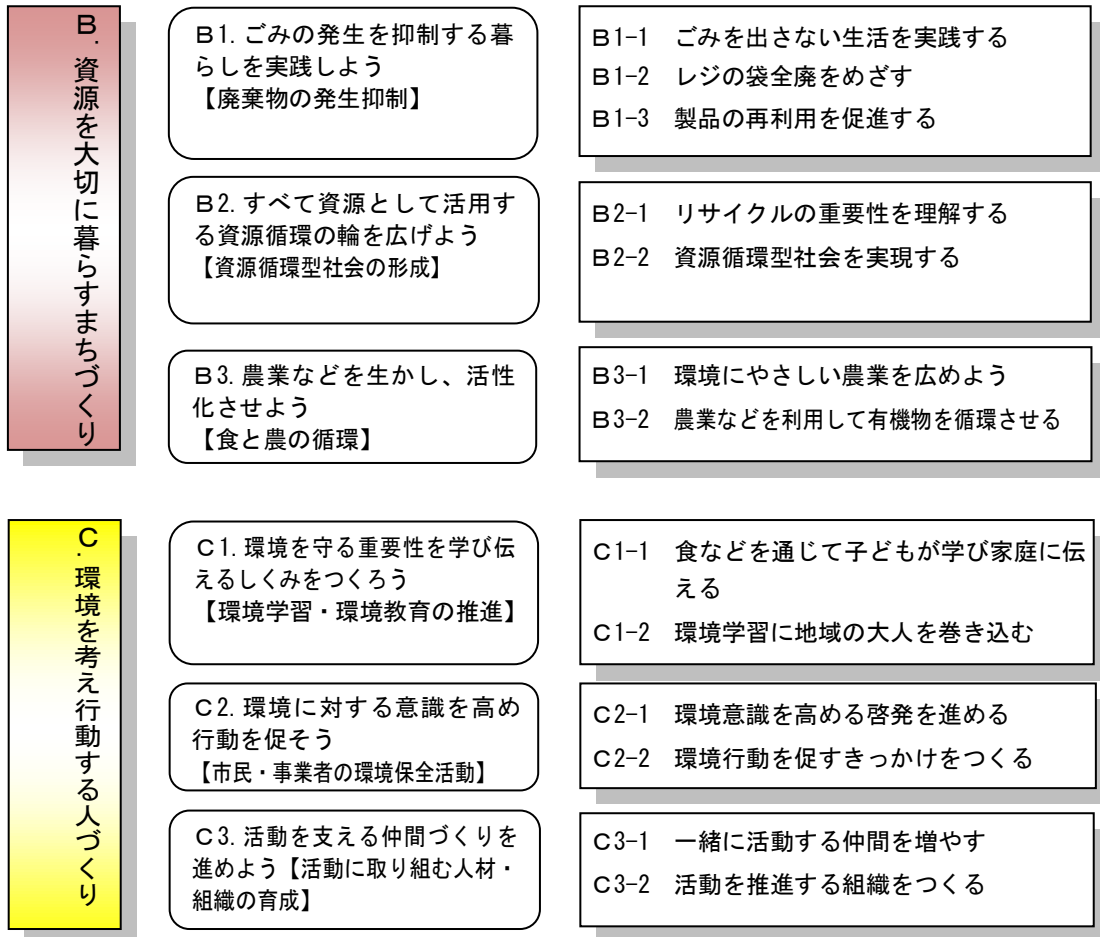 B．資源を大切に暮らすまちづくり
B1.ごみの発生を抑制する暮
らしを実践しよう
【廃棄物の発生抑制】
B1-1　ごみを出さない生活を実践する
B1-2　レジの袋全廃をめざす
B1-3　製品の再利用を促進する
B2.すべて資源として活用す
る資源循環の輪を広げよう
【資源循環型社会の形成】
B2-1　リサイクルの重要性を理解する
B2-2　資源循環型社会を実現する
B3.農業などを生かし、活性
化させよう
【食と農の循環】
B3-1　環境にやさしい農業を広めよう
B3-2　農業などを利用して有機物を循環させる
C．環境を考え行動する人づくり
C1.環境を守る重要性を学び伝
えるしくみをつくろう
【環境学習・環境教育の推進】
C1-1　食などを通じて子どもが学び家庭に伝
える
C1-2　環境学習に地域の大人を巻き込む
C2.環境に対する意識を高め
行動を促そう
【市民・事業者の環境保全活動】
C2-1　環境意識を高める啓発を進める
C2-2　環境行動を促すきっかけをつくる
C3.活動を支える仲間づくりを
進めよう【活動に取り組む人材・
組織の育成】
C3-1　一緒に活動する仲間を増やす
C3-2　活動を推進する組織をつくる